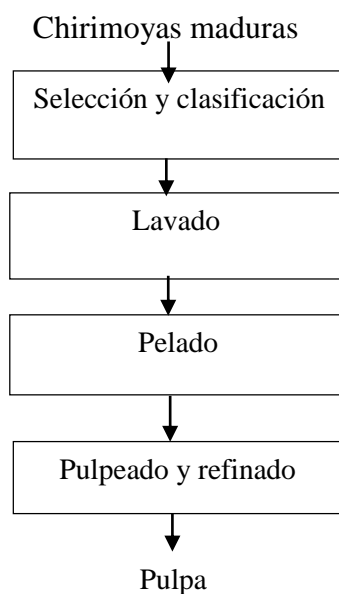 Chirimoyas maduras
Selección y clasificación
Lavado
Pelado
Pulpeado y refinado
Pulpa